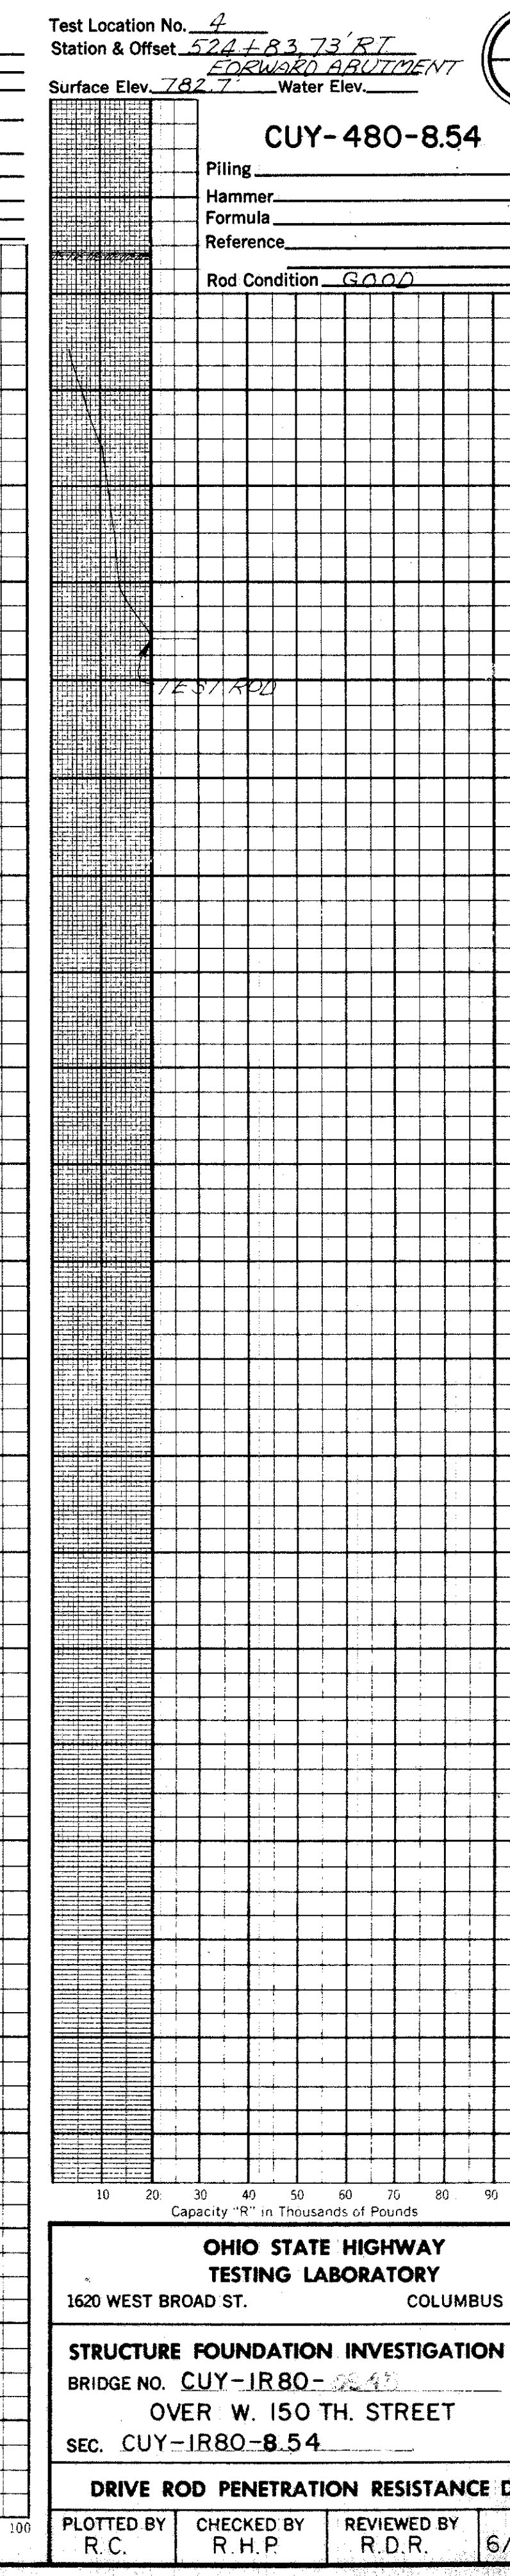 Test Location No. 4
Station & Offset 524+83, 73' RT
FORWARD ABUTMENT
Surface Elev. 782.7' Water Elev.
CUY-480-8.54
Piling
Hammer
Formula
Reference
Rod Condition GOOD
TEST ROD
10 20 30 40 50 60 70 80 90
Capacity "R" in Thousands of Pounds
OHIO STATE HIGHWAY
TESTING LABORATORY
1620 WEST BROAD ST. COLUMBUS
STRUCTURE FOUNDATION INVESTIGATION
BRIDGE NO. CUY-IR80-
OVER W. 150 TH. STREET
SEC. CUY-IR80-8.54
DRIVE ROD PENETRATION RESISTANCE D
100
PLOTTED BY CHECKED BY REVIEWED BY
R.C. R.H.P. R.D.R. 6/